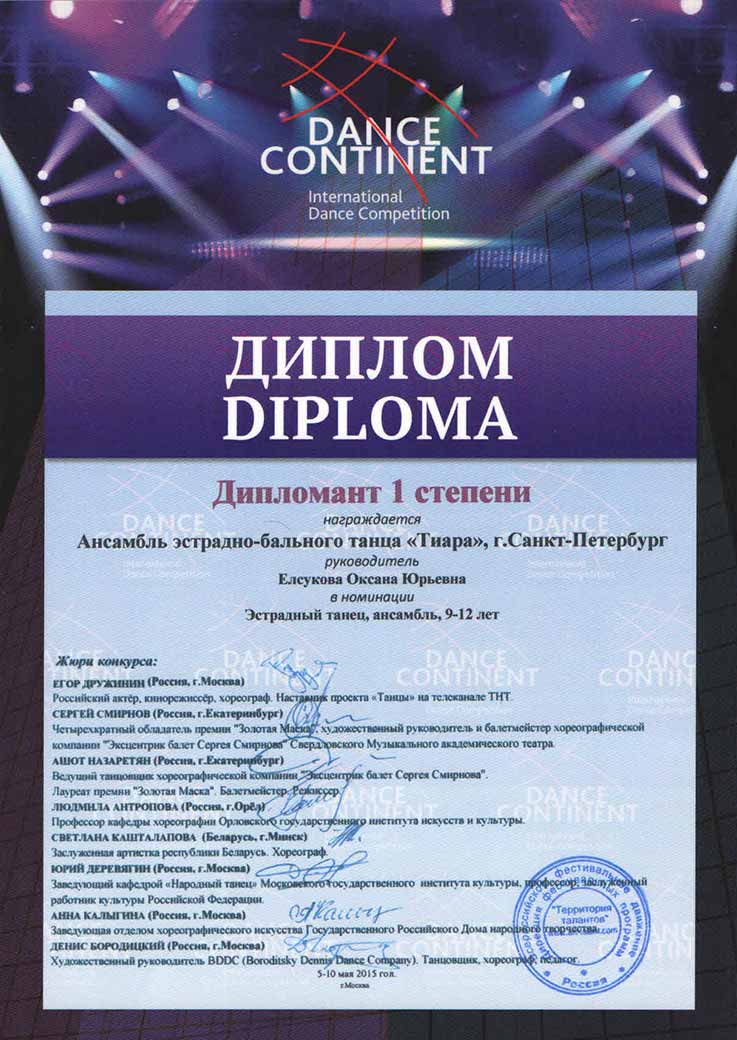 DANCE
CONTINENT
International
Dance Competition
ДИПЛОМ
DIPLOMA
Дипломант 1 степени
награждается
Ансамбль эстрадно-бального танца «Тиара», г.Санкт-Петербург
руководитель
Елсукова Оксана Юрьевна
в номинации
Эстрадный танец, ансамбль, 9-12 лет
Жюри конкурса:
ЕГОР ДРУЖИНИН (Россия, г.Москва)
Российский актёр, кинорежиссёр, хореограф. Наставник проекта «Танцы» на телеканале ТНТ.
СЕРГЕЙ СМИРНОВ (Россия, г.Екатеринбург)
Четырехкратный обладатель премии "Золотая Маска", художественный руководитель и балетмейстер хореографической
компании "Эксцентрик балет Сергея Смирнова" Свердловского Музыкального академического театра.
АШОТ НАЗАРЕТЯН (Россия, г.Екатеринбург)
Ведущий танцовщик хореографической компании "Эксцентрик балет Сергея Смирнова".
Лауреат премии "Золотая Маска". Балетмейстер. Режиссер.
ЛЮДМИЛА АНТРОПОВА (Россия, г.Орёл)
Профессор кафедры хореографии Орловского государственного института искусств и культуры.
СВЕТЛАНА КАШТАЛАПОВА (Беларусь, г.Минск)
Заслуженная артистка республики Беларусь. Хореограф.
ЮРИЙ ДЕРЕВЯГИН (Россия, г.Москва)
Заведующий кафедрой «Народный танец» Московского государственного института культуры, профессор, заслуженный
работник культуры Российской Федерации.
АННА КАЛЫГИНА (Россия, г.Москва)
Заведующая отделом хореографического искусства Государственного Российского Дома народного творчества.
ДЕНИС БОРОДИЦКИЙ (Россия, г.Москва)
Художественный руководитель BDDC (Boroditsky Dennis Dance Company). Танцовщик, хореограф, педагог.
5-10 мая 2015 гол.
г.Москва
"Территория
талантов"
Россия